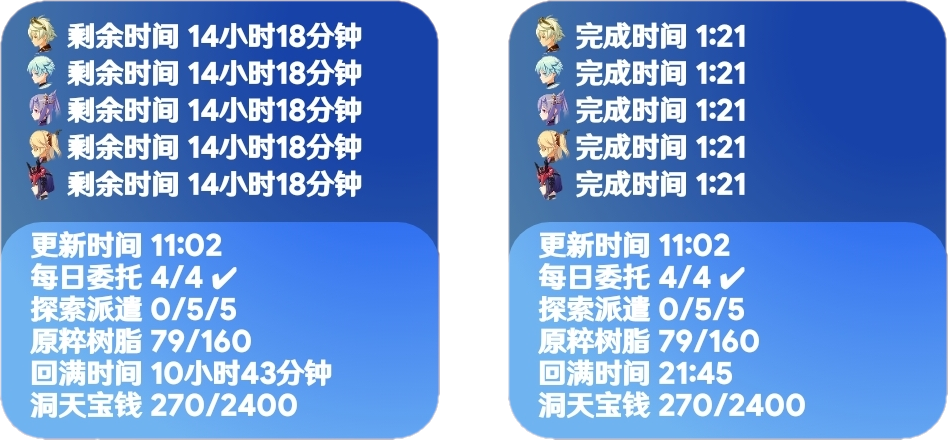 剩余时间 14小时18分钟
剩余时间 14小时18分钟
剩余时间 14小时18分钟
剩余时间 14小时18分钟
剩余时间 14小时18分钟
更新时间 11:02
每日委托 4/4 ✔
探索派遣 0/5/5
原粹树脂 79/160
回满时间 10小时43分钟
洞天宝钱 270/2400
完成时间 1:21
完成时间 1:21
完成时间 1:21
完成时间 1:21
完成时间 1:21
更新时间 11:02
每日委托 4/4 ✔
探索派遣 0/5/5
原粹树脂 79/160
回满时间 21:45
洞天宝钱 270/2400